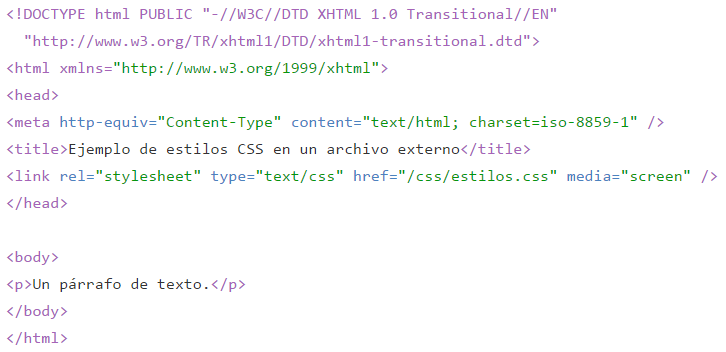 <!DOCTYPE html PUBLIC "-//W3C//DTD XHTML 1.0 Transitional//EN"
"http://www.w3.org/TR/xhtml1/DTD/xhtml1-transitional.dtd">
<html xmlns="http://www.w3.org/1999/xhtml">
<head>
<meta http-equiv="Content-Type" content="text/html; charset=iso-8859-1" />
<title>Ejemplo de estilos CSS en un archivo externo</title>
<link rel="stylesheet" type="text/css" href="/css/estilos.css" media="screen" />
</head>
<body>
<p>Un párrafo de texto.</p>
</body>
</html>